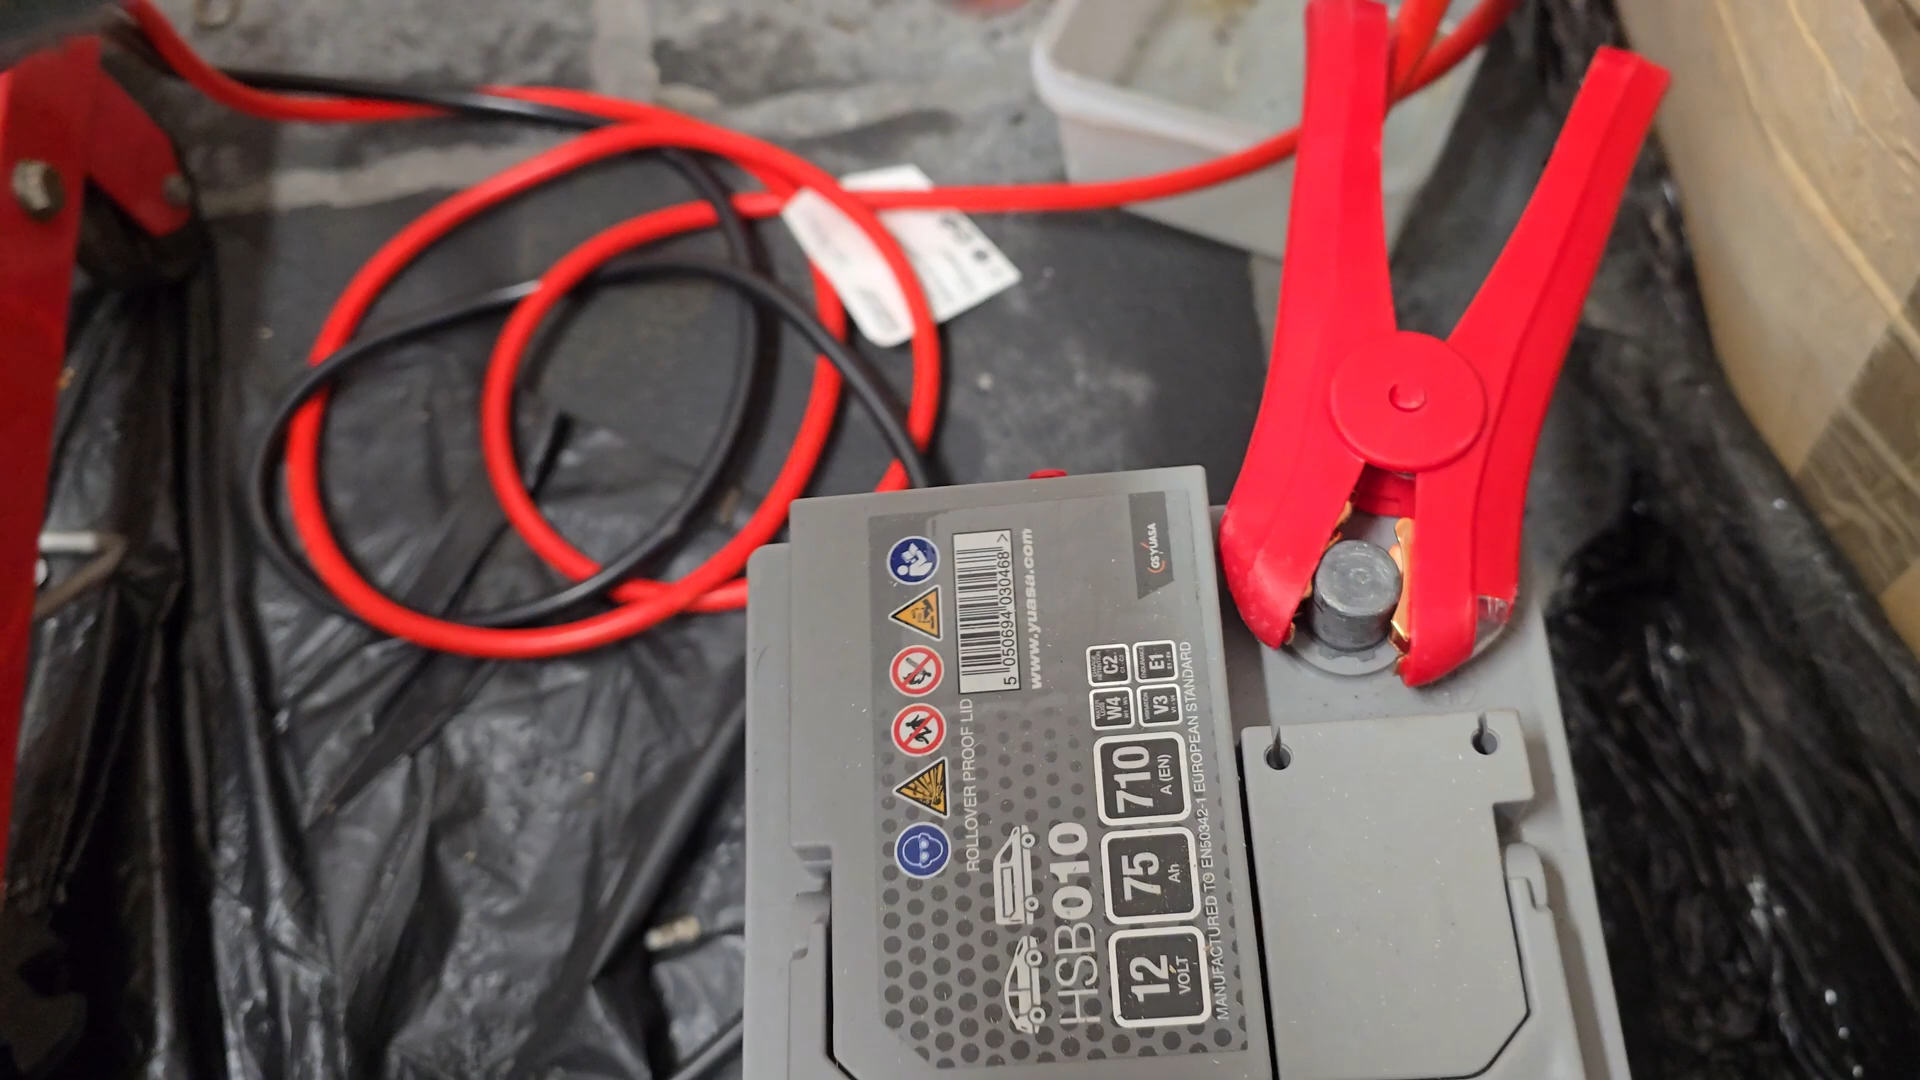 GS YUASA
www.yuasa.com
5 050694 030468 >
ROLLOVER PROOF LID
HSB010
12
VOLT
75
Ah
710
A (EN)
W4
C2
V3
E1
MANUFACTURED TO EN50342-1 EUROPEAN STANDARD